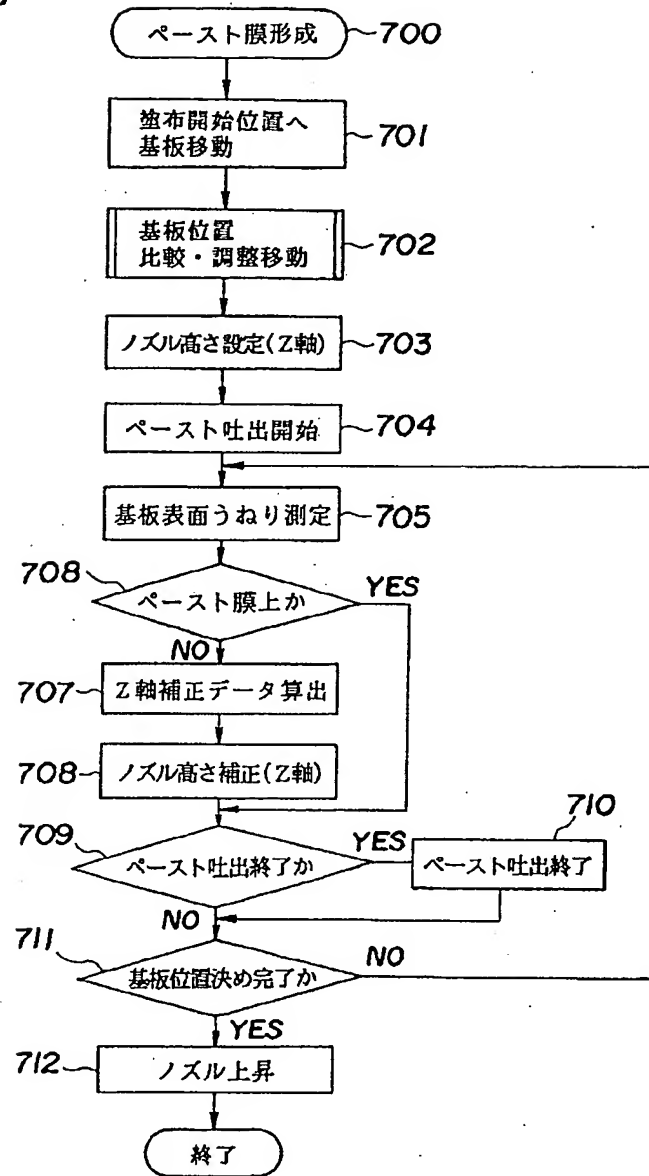 ペースト膜形成
700
塗布開始位置へ
基板移動
701
基板位置
比較・調整移動
702
ノズル高さ設定(Z軸)
703
ペースト吐出開始
704
基板表面うねり測定
705
708
ペースト膜上か
YES
NO
707
Z軸補正データ算出
708
ノズル高さ補正(Z軸)
709
ペースト吐出終了か
YES
710
ペースト吐出終了
NO
711
基板位置決め完了か
NO
YES
712
ノズル上昇
終了